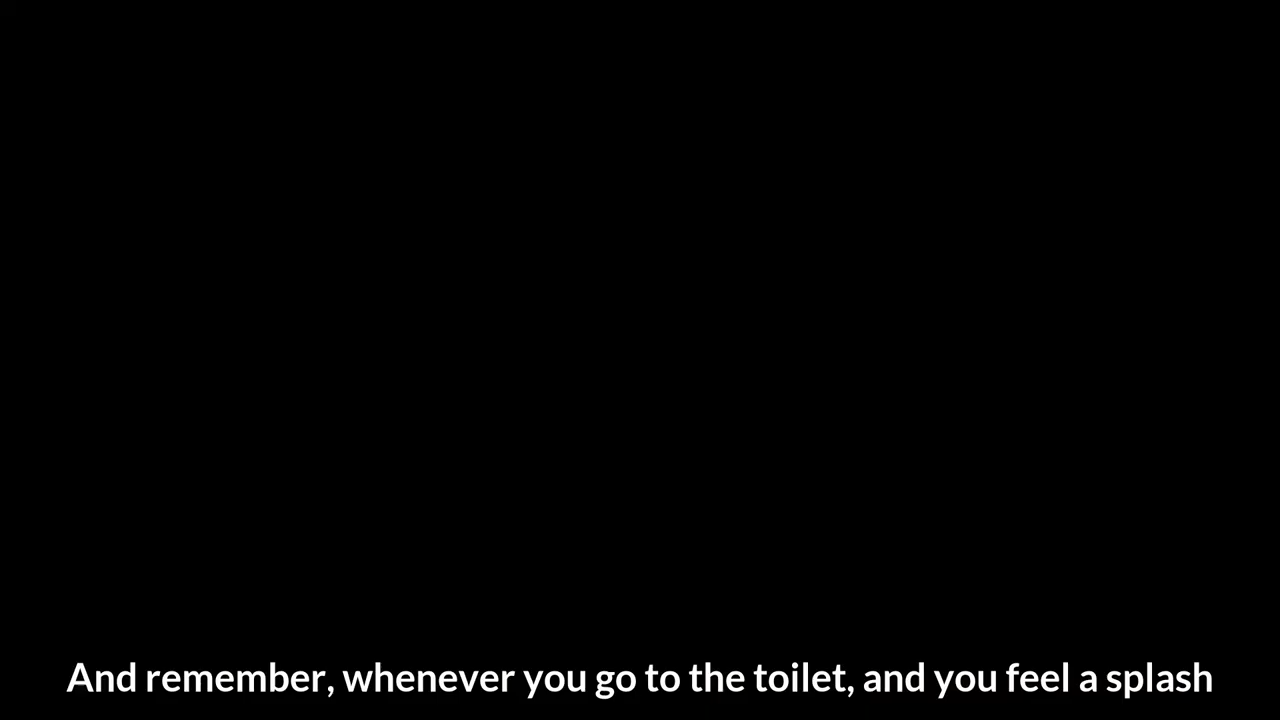 And remember, whenever you go to the toilet, and you feel a splash